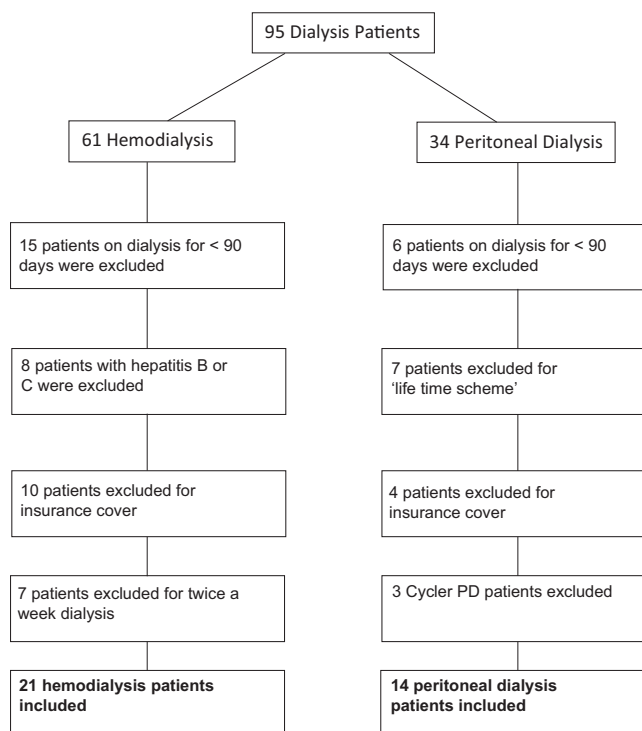 95 Dialysis Patients
61 Hemodialysis
34 Peritoneal Dialysis
15 patients on dialysis for < 90
days were excluded
6 patients on dialysis for < 90
days were excluded
8 patients with hepatitis B or
C were excluded
7 patients excluded for
‘life time scheme’
10 patients excluded for
insurance cover
4 patients excluded for
insurance cover
7 patients excluded for twice a
week dialysis
3 Cycler PD patients excluded
21 hemodialysis patients
included
14 peritoneal dialysis
patients included